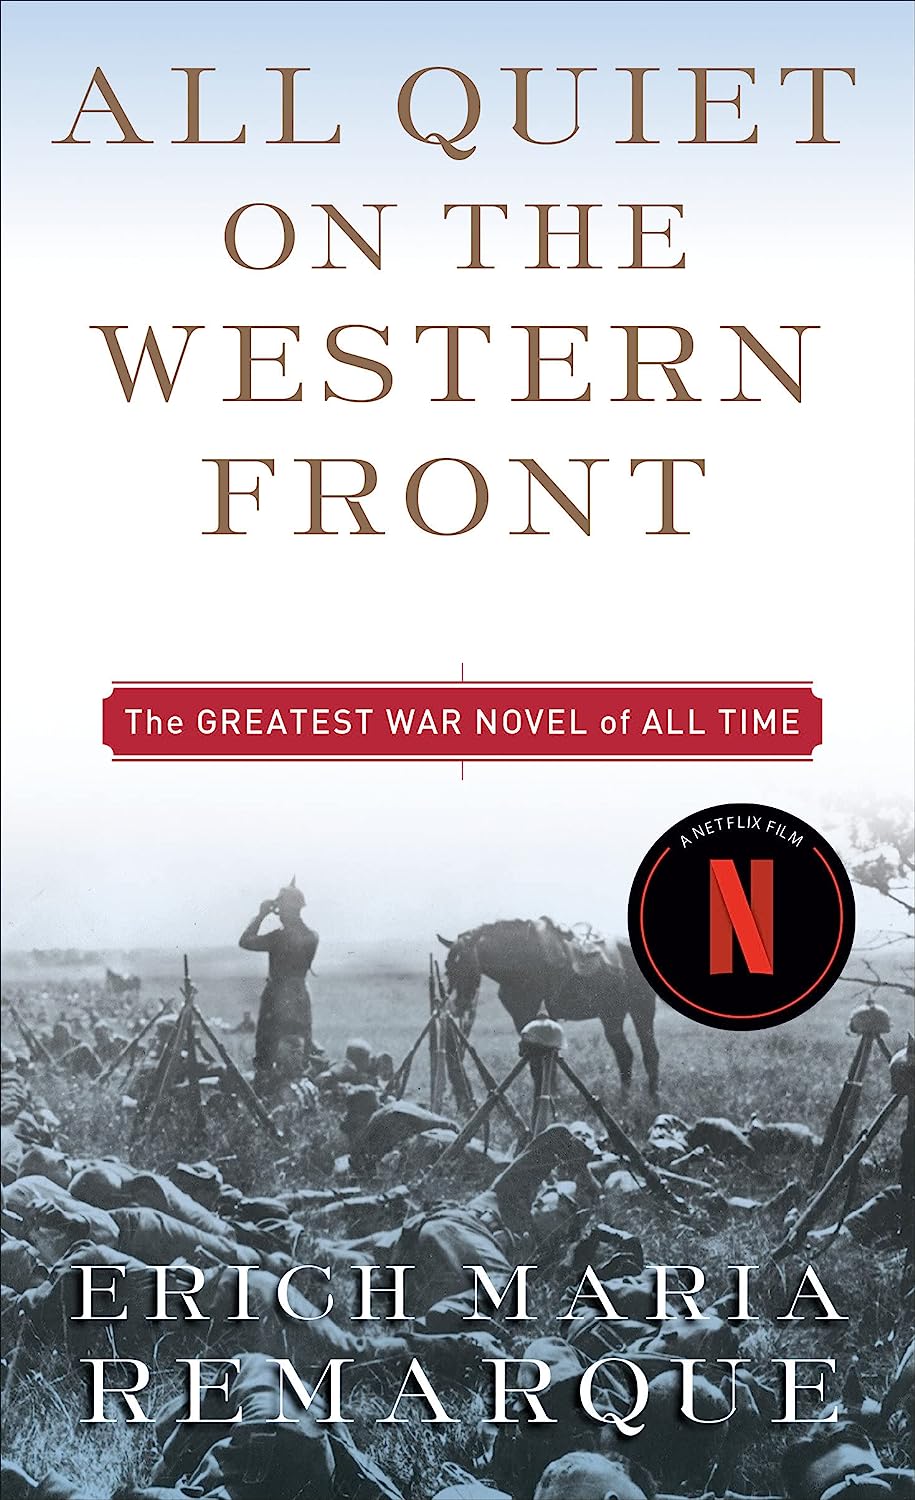 ALL QUIET
ON THE
WESTERN
FRONT
The GREATEST WAR NOVEL of ALL TIME
A NETFLIX FILM
N
ERICH MARIA
REMARQUE